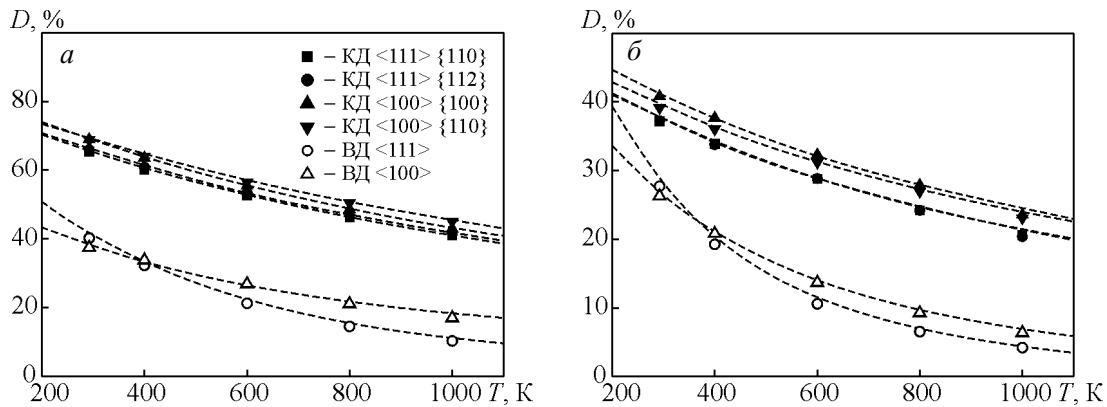 D, %
а
– КД <111> {110}
– КД <111> {112}
– КД <100> {100}
– КД <100> {110}
– ВД <111>
– ВД <100>
80
60
40
20
0
200 400 600 800 1000 T, К
D, %
б
40
30
20
10
0
200 400 600 800 1000 T, К